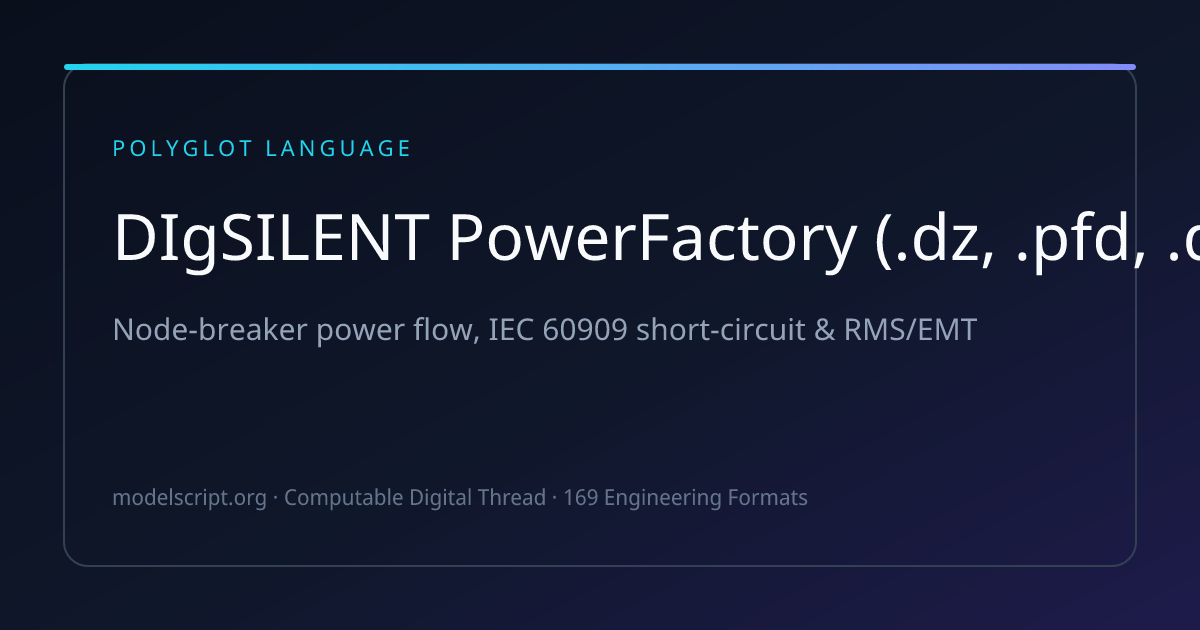 POLYGLOT LANGUAGE
DIgSILENT PowerFactory (.dz, .pfd,
Node-breaker power flow, IEC 60909 short-circuit & RMS/EMT
modelscript.org · Computable Digital Thread · 169 Engineering Formats